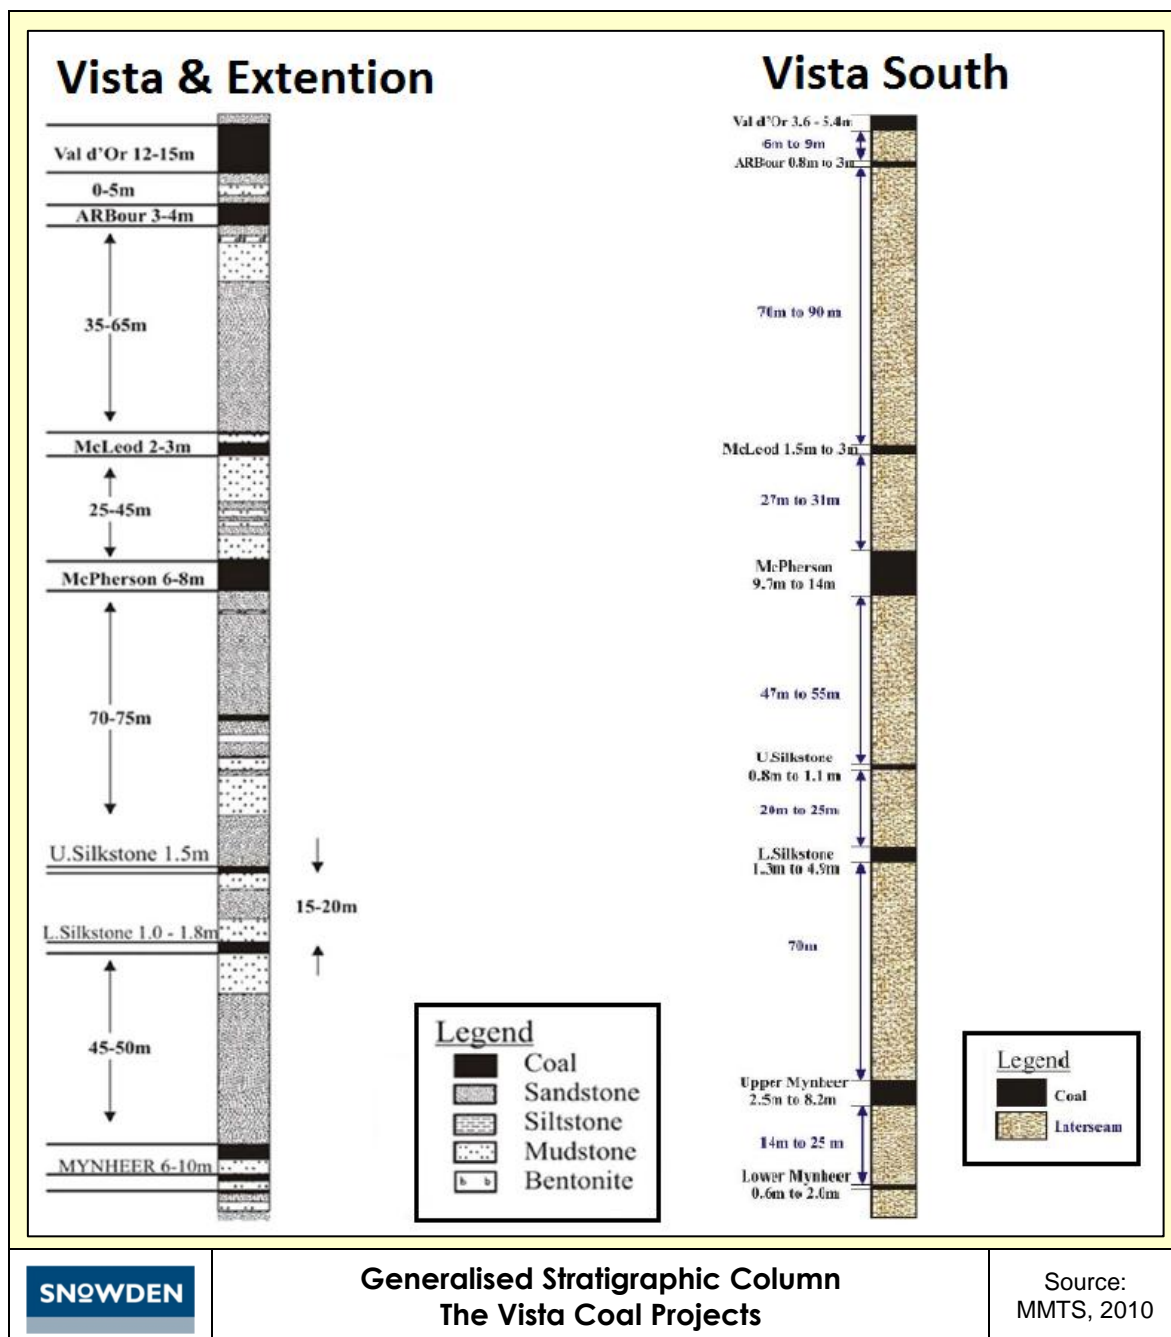 Vista & Extention
Val d'Or 12-15m
0-5m
ARBour 3-4m
35-65m
McLeod 2-3m
25-45m
McPherson 6-8m
70-75m
U.Silkstone 1.5m
15-20m
L.Silkstone 1.0 - 1.8m
45-50m
MYNHEER 6-10m
Legend
Coal
Sandstone
Siltstone
Mudstone
Bentonite
b b
Vista South
Val d'Or 3.6 - 5.4m
6m to 9m
ARBour 0.8m to 3m
70m to 90 m
McLeod 1.5m to 3m
27m to 31m
McPherson
9.7m to 14m
47m to 55m
U.Silkstone
0.8m to 1.1 m
20m to 25m
L.Silkstone
1.3m to 4.9m
70m
Upper Mynheer
2.5m to 8.2m
14m to 25 m
Lower Mynheer
0.6m to 2.0m
Legend
Coal
Interseam
SNOWDEN
Generalised Stratigraphic Column
The Vista Coal Projects
Source:
MMTS, 2010